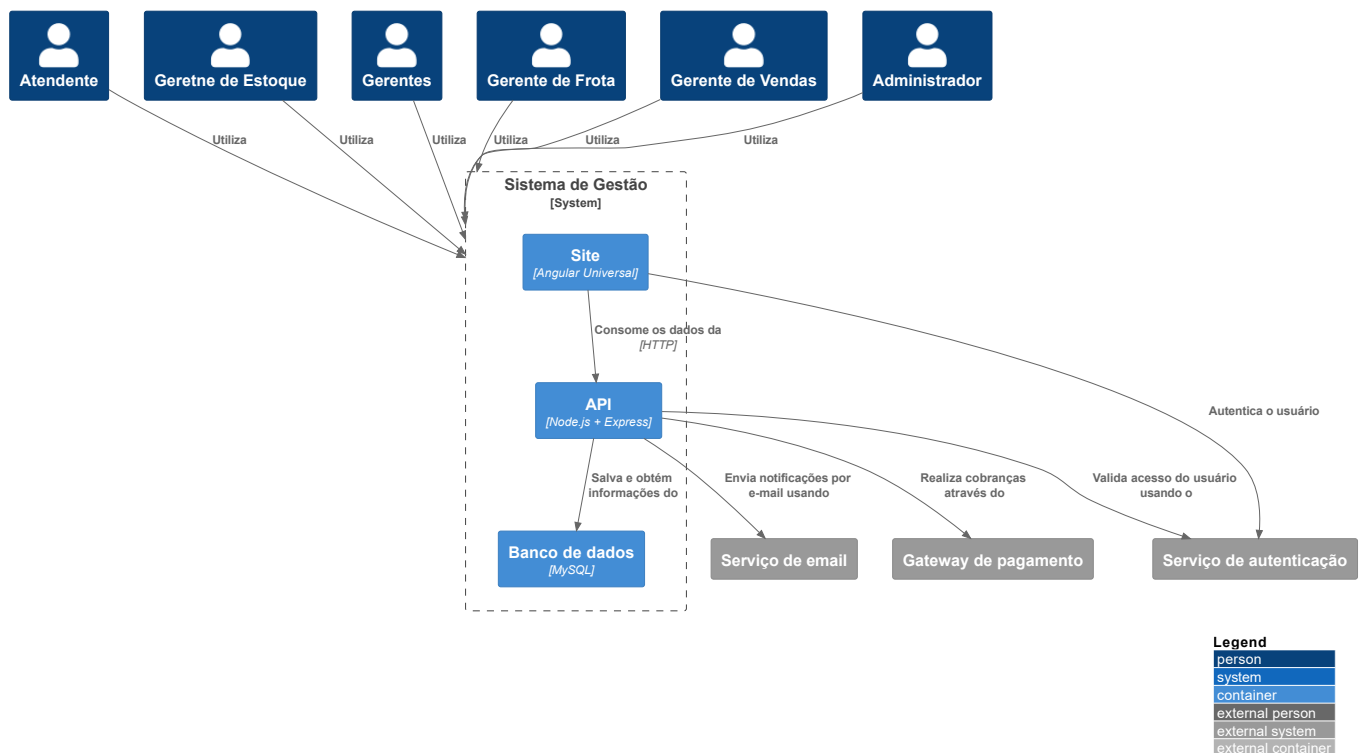 Atendente
Geretne de Estoque
Gerentes
Gerente de Frota
Gerente de Vendas
Administrador
Utiliza
Utiliza
Utiliza
Utiliza
Utiliza
Utiliza
Sistema de Gestão
[System]
Site
[Angular Universal]
Consome os dados da
[HTTP]
API
[Node.js + Express]
Autentica o usuário
Salva e obtém
informações do
Envia notificações por
e-mail usando
Realiza cobranças
através do
Valida acesso do usuário
usando o
Banco de dados
[MySQL]
Serviço de email
Gateway de pagamento
Serviço de autenticação
Legend
person
system
container
external person
external system
external container